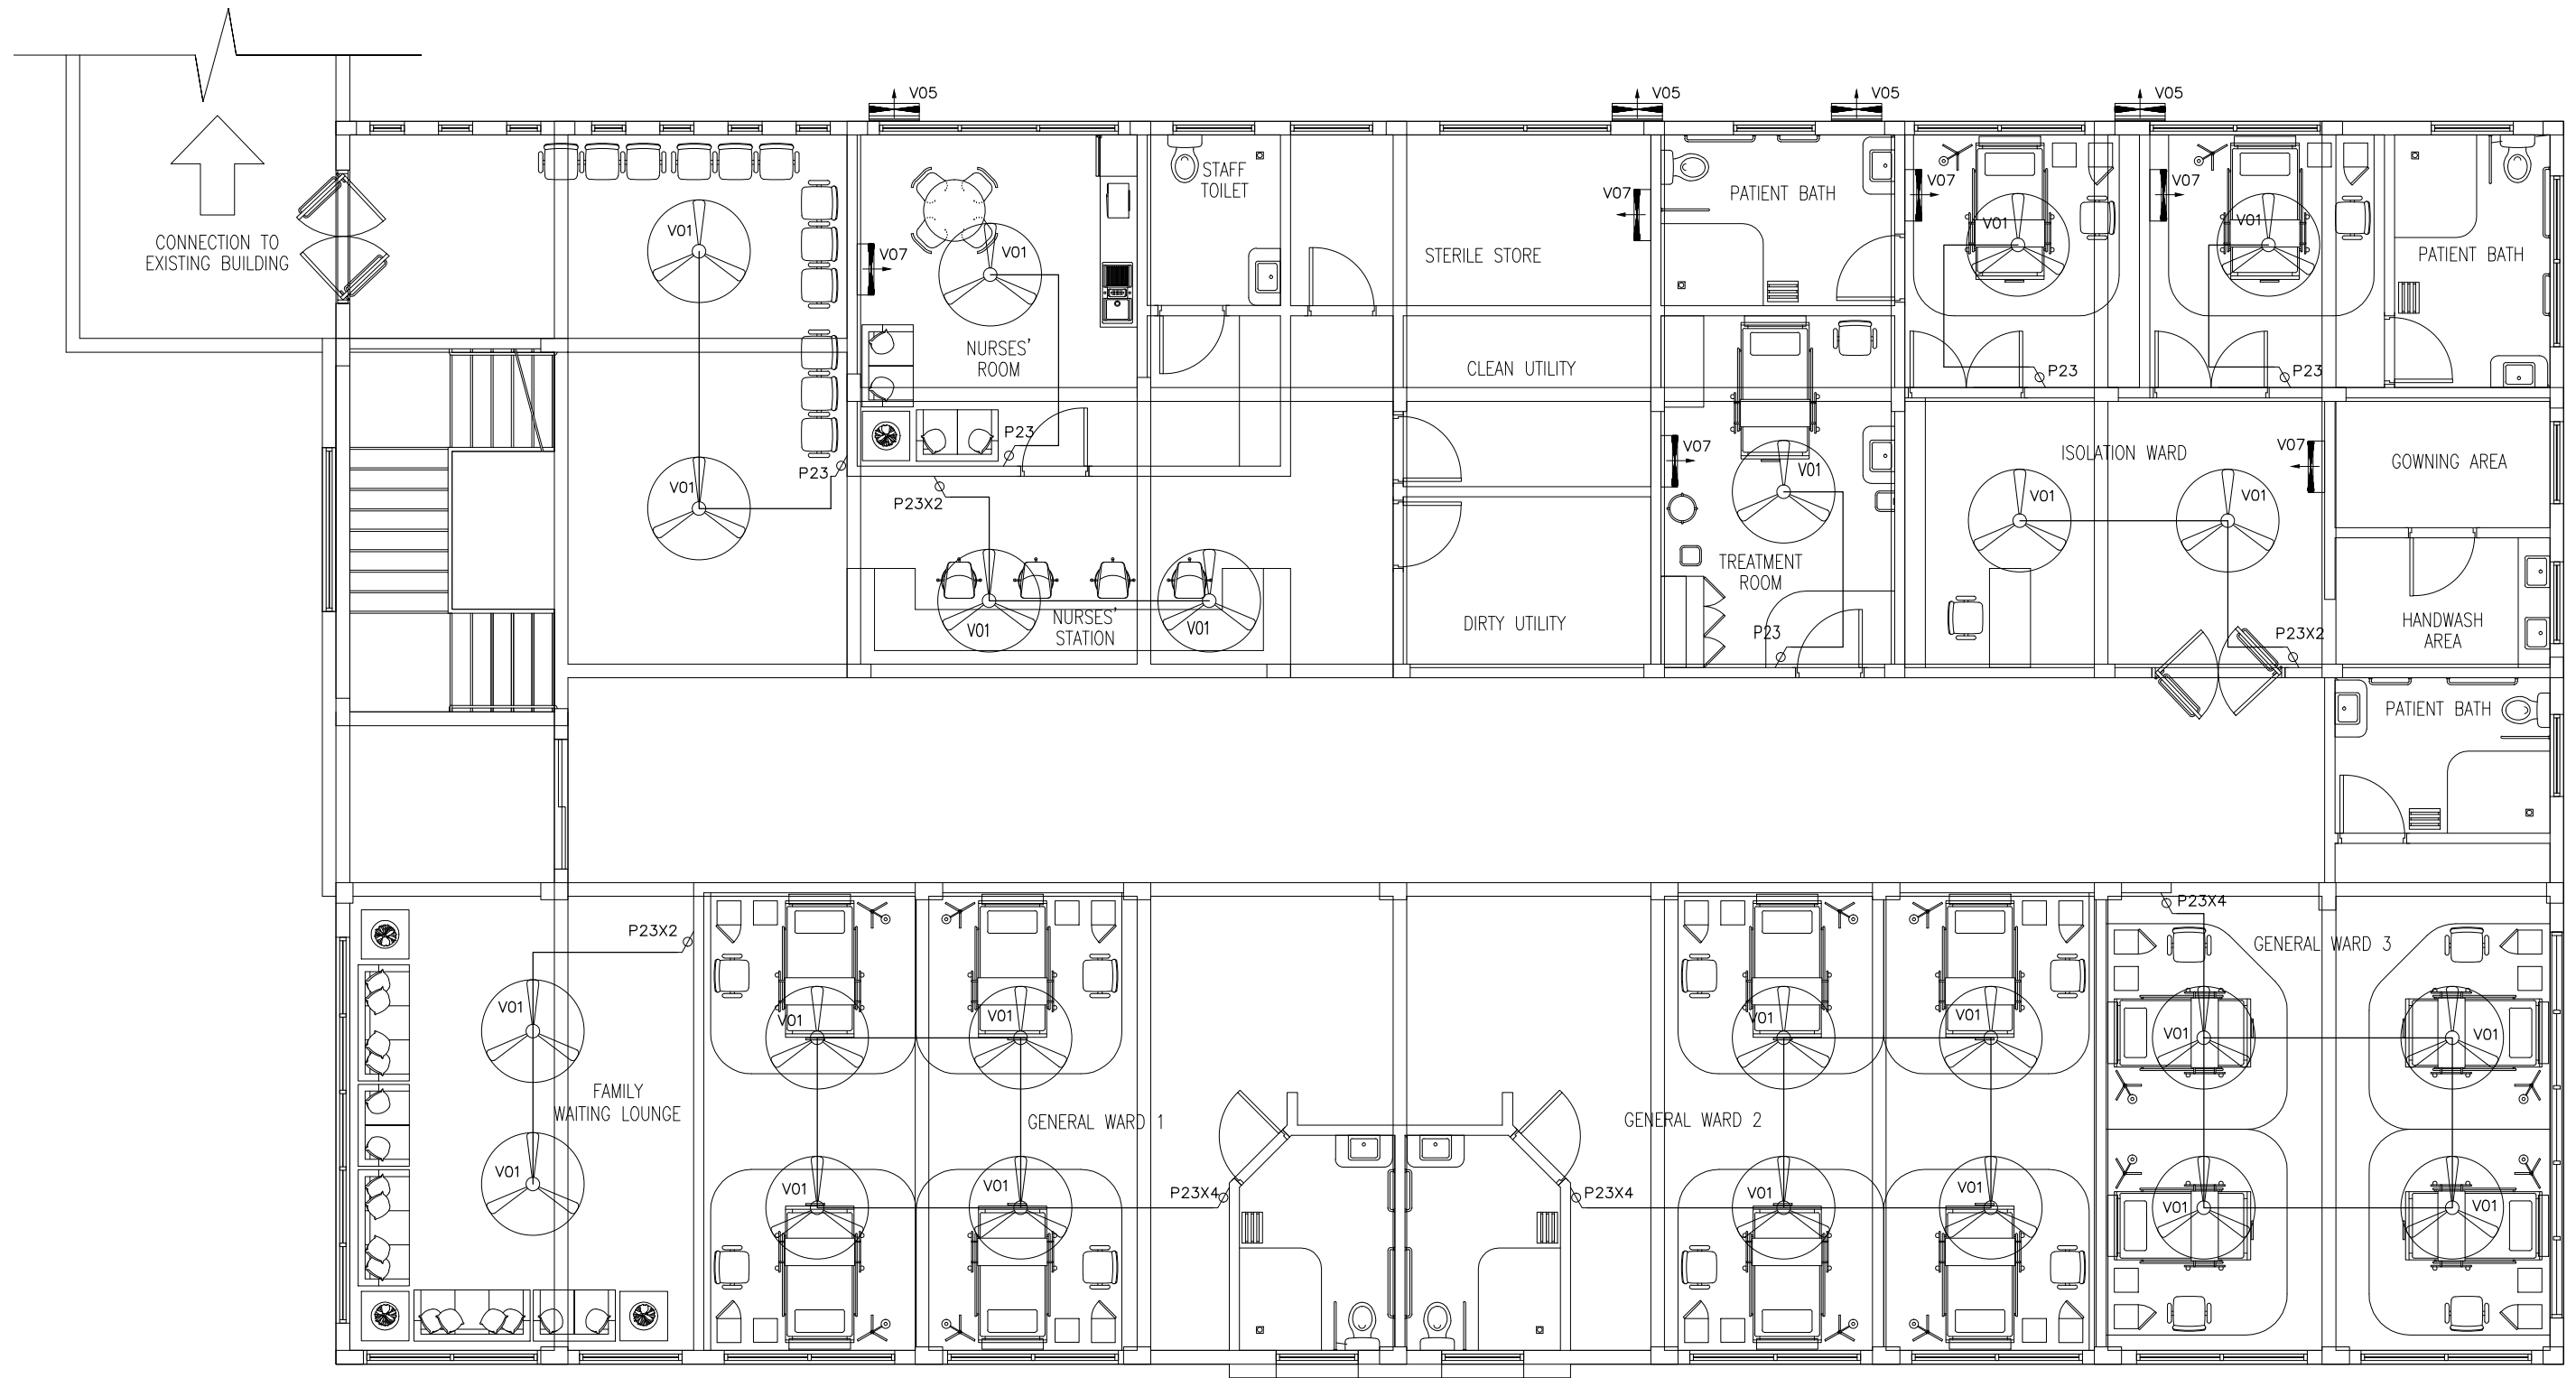 V05
V05
V05
V05
CONNECTION TO
EXISTING BUILDING
V01
V07
V01
STAFF
TOILET
STERILE STORE
V07
PATIENT BATH
V07
V01
V07
V01
PATIENT BATH
NURSES'
ROOM
CLEAN UTILITY
P23
P23
P23
P23
V01
P23X2
V07
V01
ISOLATION WARD
V07
GOWNING AREA
V01
V01
TREATMENT
ROOM
NURSES'
STATION
V01
V01
DIRTY UTILITY
P23
P23X2
HANDWASH
AREA
PATIENT BATH
P23X2
P23X4
GENERAL WARD 3
V01
V01
V01
V01
V01
V01
V01
FAMILY
WAITING LOUNGE
GENERAL WARD 1
GENERAL WARD 2
V01
V01
V01
P23X4
P23X4
V01
V01
V01
V01